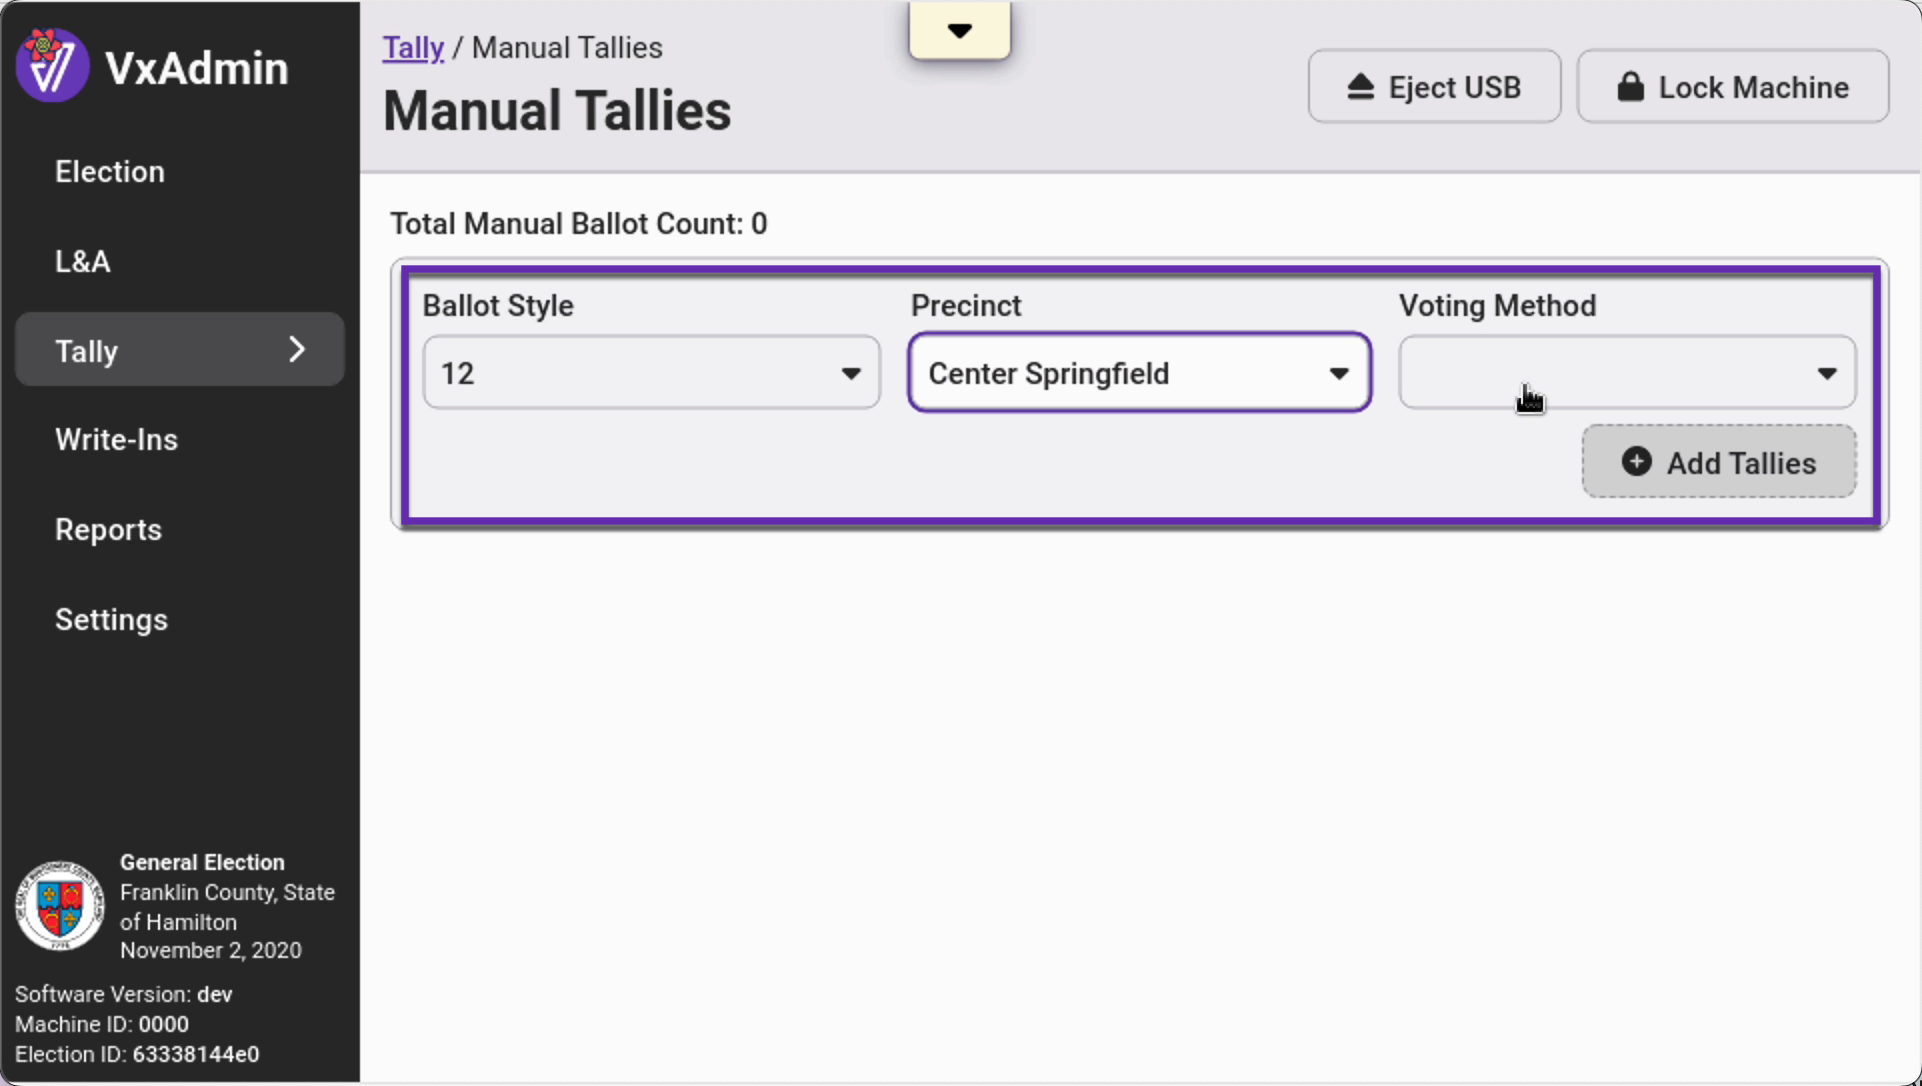 VxAdmin
Election
L&A
Tally
Write-Ins
Reports
Settings
General Election
Franklin County, State
of Hamilton
November 2, 2020
Software Version: dev
Machine ID: 0000
Election ID: 63338144e0
Tally / Manual Tallies
Manual Tallies
Eject USB
Lock Machine
Total Manual Ballot Count: 0
Ballot Style
Precinct
Voting Method
12
Center Springfield
Add Tallies